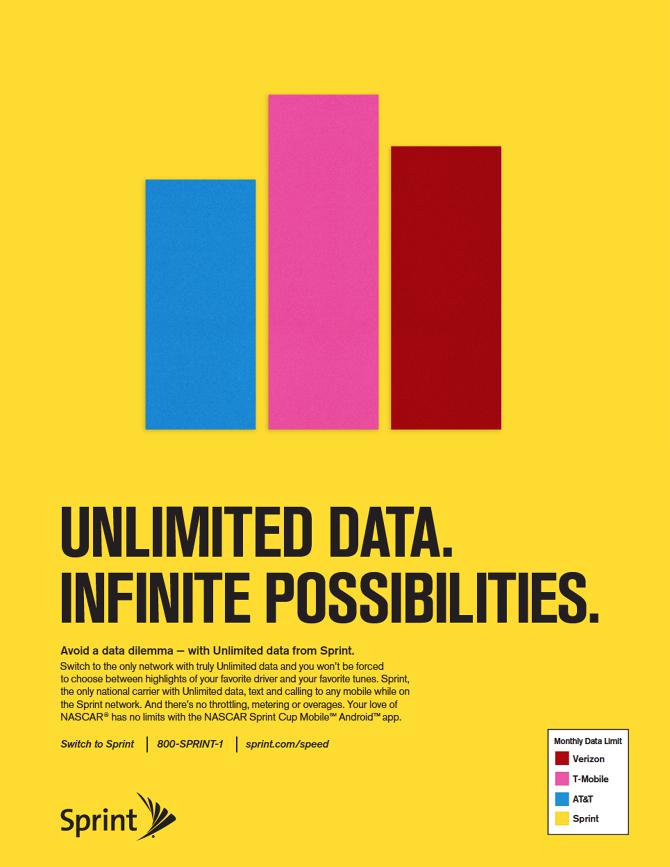 UNLIMITED DATA.
INFINITE POSSIBILITIES.
Avoid a data dilemma — with Unlimited data from Sprint.
Switch to the only network with truly Unlimited data and you won't be forced
to choose between highlights of your favorite driver and your favorite tunes. Sprint,
the only national carrier with Unlimited data, text and calling to any mobile while on
the Sprint network. And there's no throttling, metering or overages. Your love of
NASCAR® has no limits with the NASCAR Sprint Cup Mobile℠ Android™ app.
Switch to Sprint | 800-SPRINT-1 | sprint.com/speed
Sprint
Monthly Data Limit
Verizon
T-Mobile
AT&T
Sprint